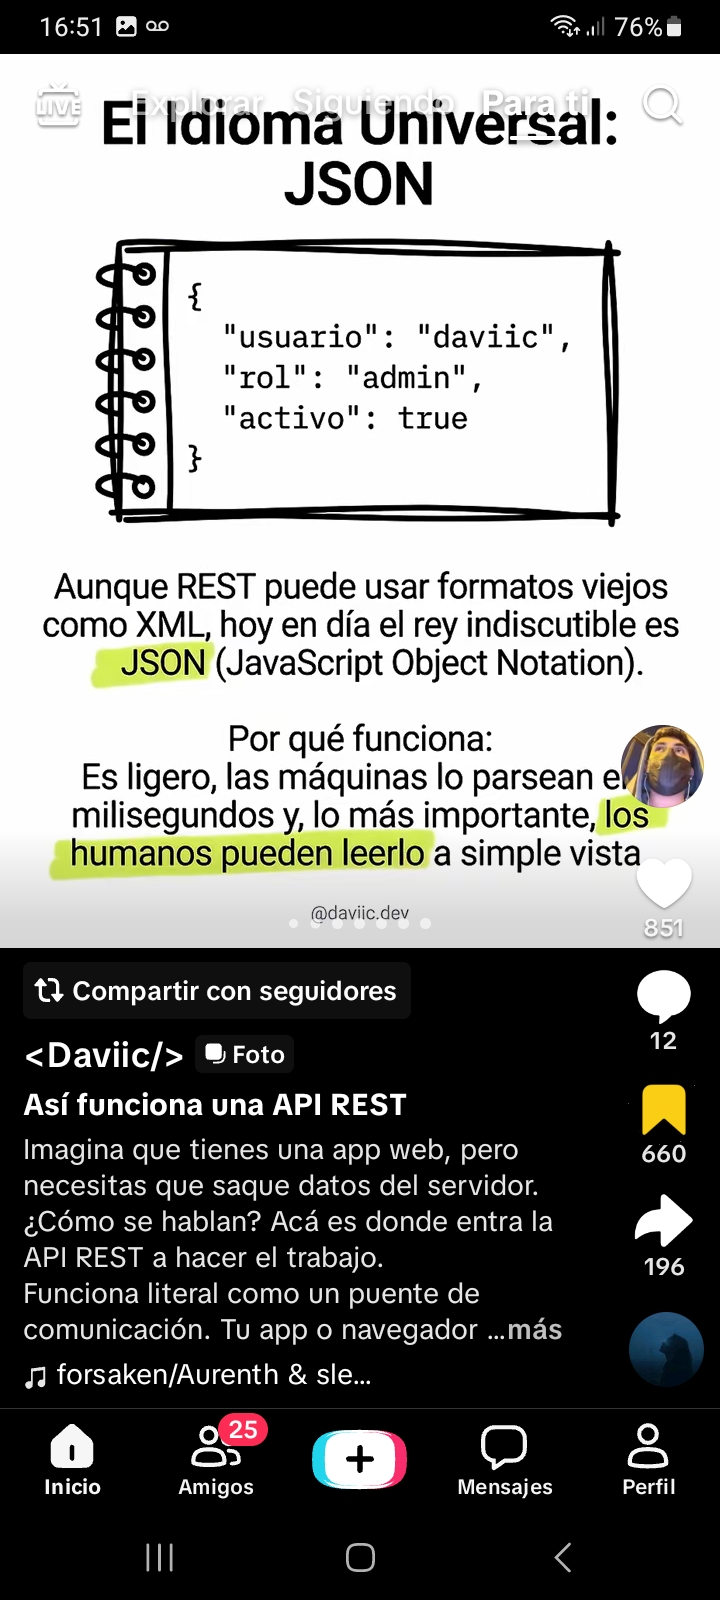 16:51
76%
LIVE
Explorar
Siguiendo
Para ti
El Idioma Universal:
JSON
{
"usuario": "daviic",
"rol": "admin",
"activo": true
}
Aunque REST puede usar formatos viejos
como XML, hoy en día el rey indiscutible es
JSON (JavaScript Object Notation).
Por qué funciona:
Es ligero, las máquinas lo parsean
milisegundos y, lo más importante, los
humanos pueden leerlo a simple vista
@daviic.dev
851
Compartir con seguidores
12
<Daviic/>
Foto
Así funciona una API REST
Imagina que tienes una app web, pero
necesitas que saque datos del servidor.
660
¿Cómo se hablan? Acá es donde entra la
API REST a hacer el trabajo.
196
Funciona literal como un puente de
comunicación. Tu app o navegador ...más
forsaken/Aurenth & sle...
25
Inicio
Amigos
Mensajes
Perfil